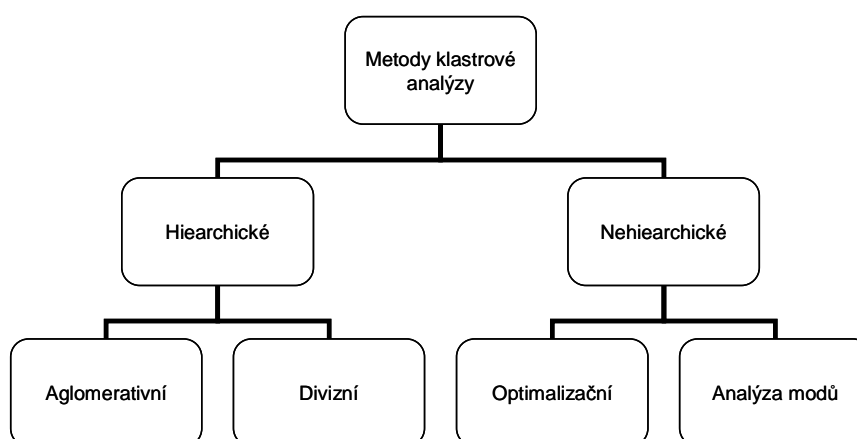 Metody klastrové
analýzy
Hiearchické
Nehiearchické
Aglomerativní
Divizní
Optimalizační
Analýza modů